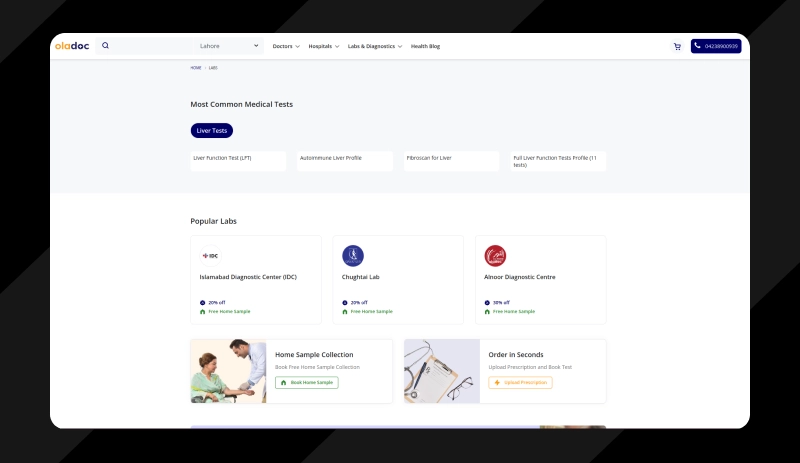 oladoc
Lahore
Doctors
Hospitals
Labs & Diagnostics
Health Blog
04238900939
HOME / LABS
Most Common Medical Tests
Liver Tests
Liver Function Test (LFT)
Autoimmune Liver Profile
Fibroscan for Liver
Full Liver Function Tests Profile (11
tests)
Popular Labs
IDC
Islamabad Diagnostic Center (IDC)
20% off
Free Home Sample
Chughtai Lab
20% off
Free Home Sample
Alnoor Diagnostic Centre
30% off
Free Home Sample
Home Sample Collection
Book Free Home Sample Collection
Book Home Sample
Order in Seconds
Upload Prescription and Book Test
Upload Prescription